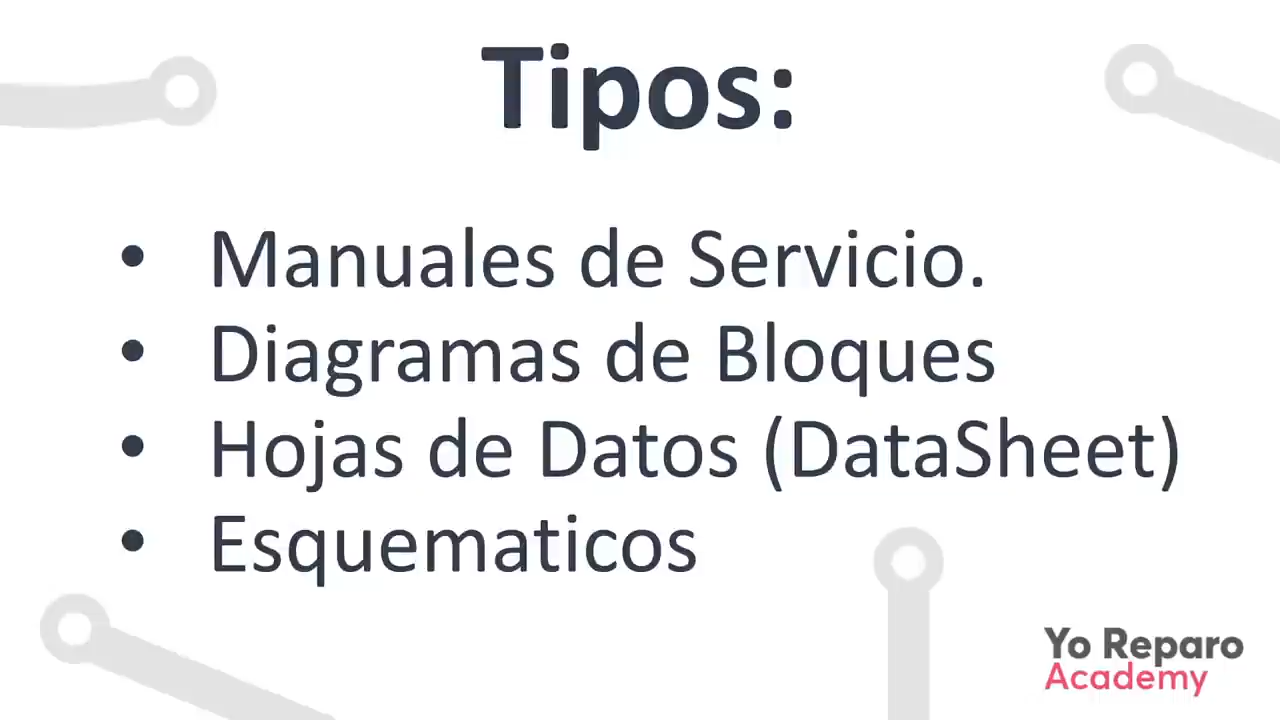 Tipos:
• Manuales de Servicio.
• Diagramas de Bloques
• Hojas de Datos (DataSheet)
• Esquematicos
Yo Reparo
Academy